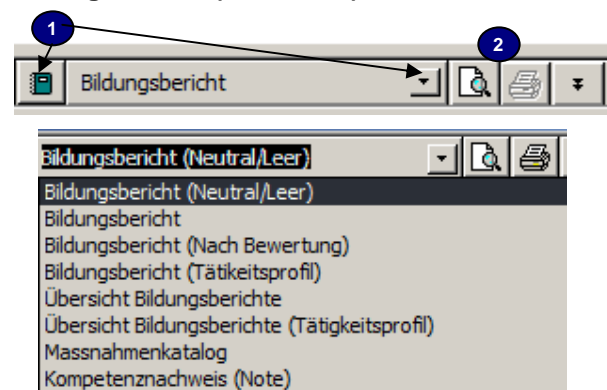 1
2
Bildungsbericht
Bildungsbericht (Neutral/Leer)
Bildungsbericht (Neutral/Leer)
Bildungsbericht
Bildungsbericht (Nach Bewertung)
Bildungsbericht (Tätikeitsprofil)
Übersicht Bildungsberichte
Übersicht Bildungsberichte (Tätigkeitsprofil)
Massnahmenkatalog
Kompetenznachweis (Note)